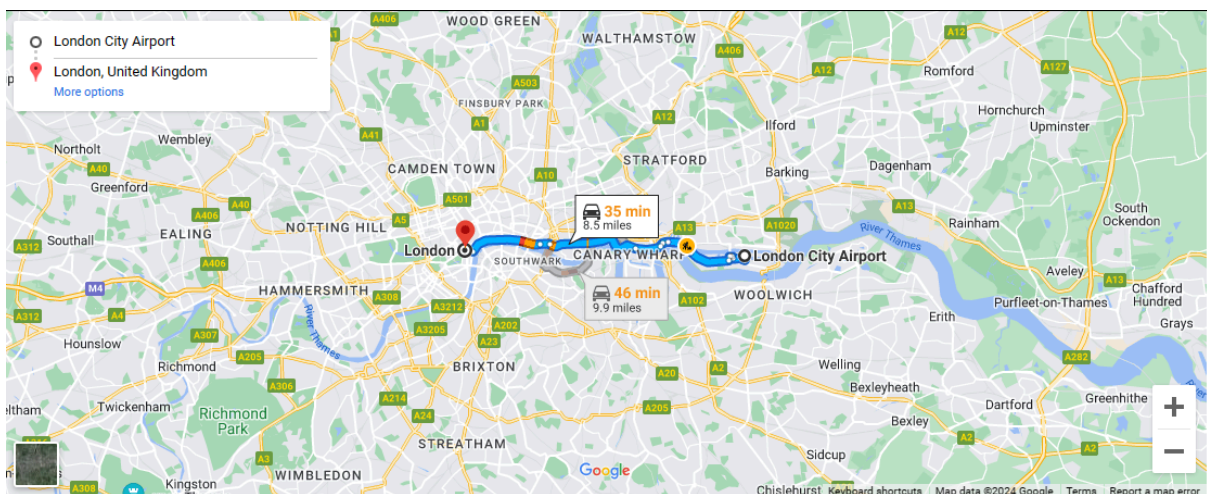 London City Airport
London, United Kingdom
More options
A406
WOOD GREEN
WALTHAMSTOW
A406
A12
A127
Romford
A12
A503
FINSBURY PARK
Hornchurch
Upminster
A1
A12
Ilford
A41
Wembley
Northolt
A40
CAMDEN TOWN
A10
STRATFORD
Barking
Dagenham
Greenford
A40
A406
A501
35 min
8.5 miles
A5
NOTTING HILL
EALING
A312
Southall
A13
A1020
A13
Rainham
River Thames
South
Ockendon
London
SOUTHWARK
CANARY WHARF
London City Airport
M4
HAMMERSMITH
A308
A4
A312
A3212
46 min
9.9 miles
A102
WOOLWICH
Aveley
A13
Chafford
Hundred
Purfleet-on-Thames
Grays
Erith
A3205
A202
A23
Hounslow
A307
A205
River Thames
Richmond
BRIXTON
A306
A20
A2
Welling
Bexleyheath
A282
River
Dartford
Greenhithe
Twickenham
Richmond
Park
A214
A24
A205
Bexley
A2
STREATHAM
A3
WIMBLEDON
Sidcup
Kingston
A308
Google
Chislehurst
Keyboard shortcuts
Map data ©2024 Google
Terms
Report a map error